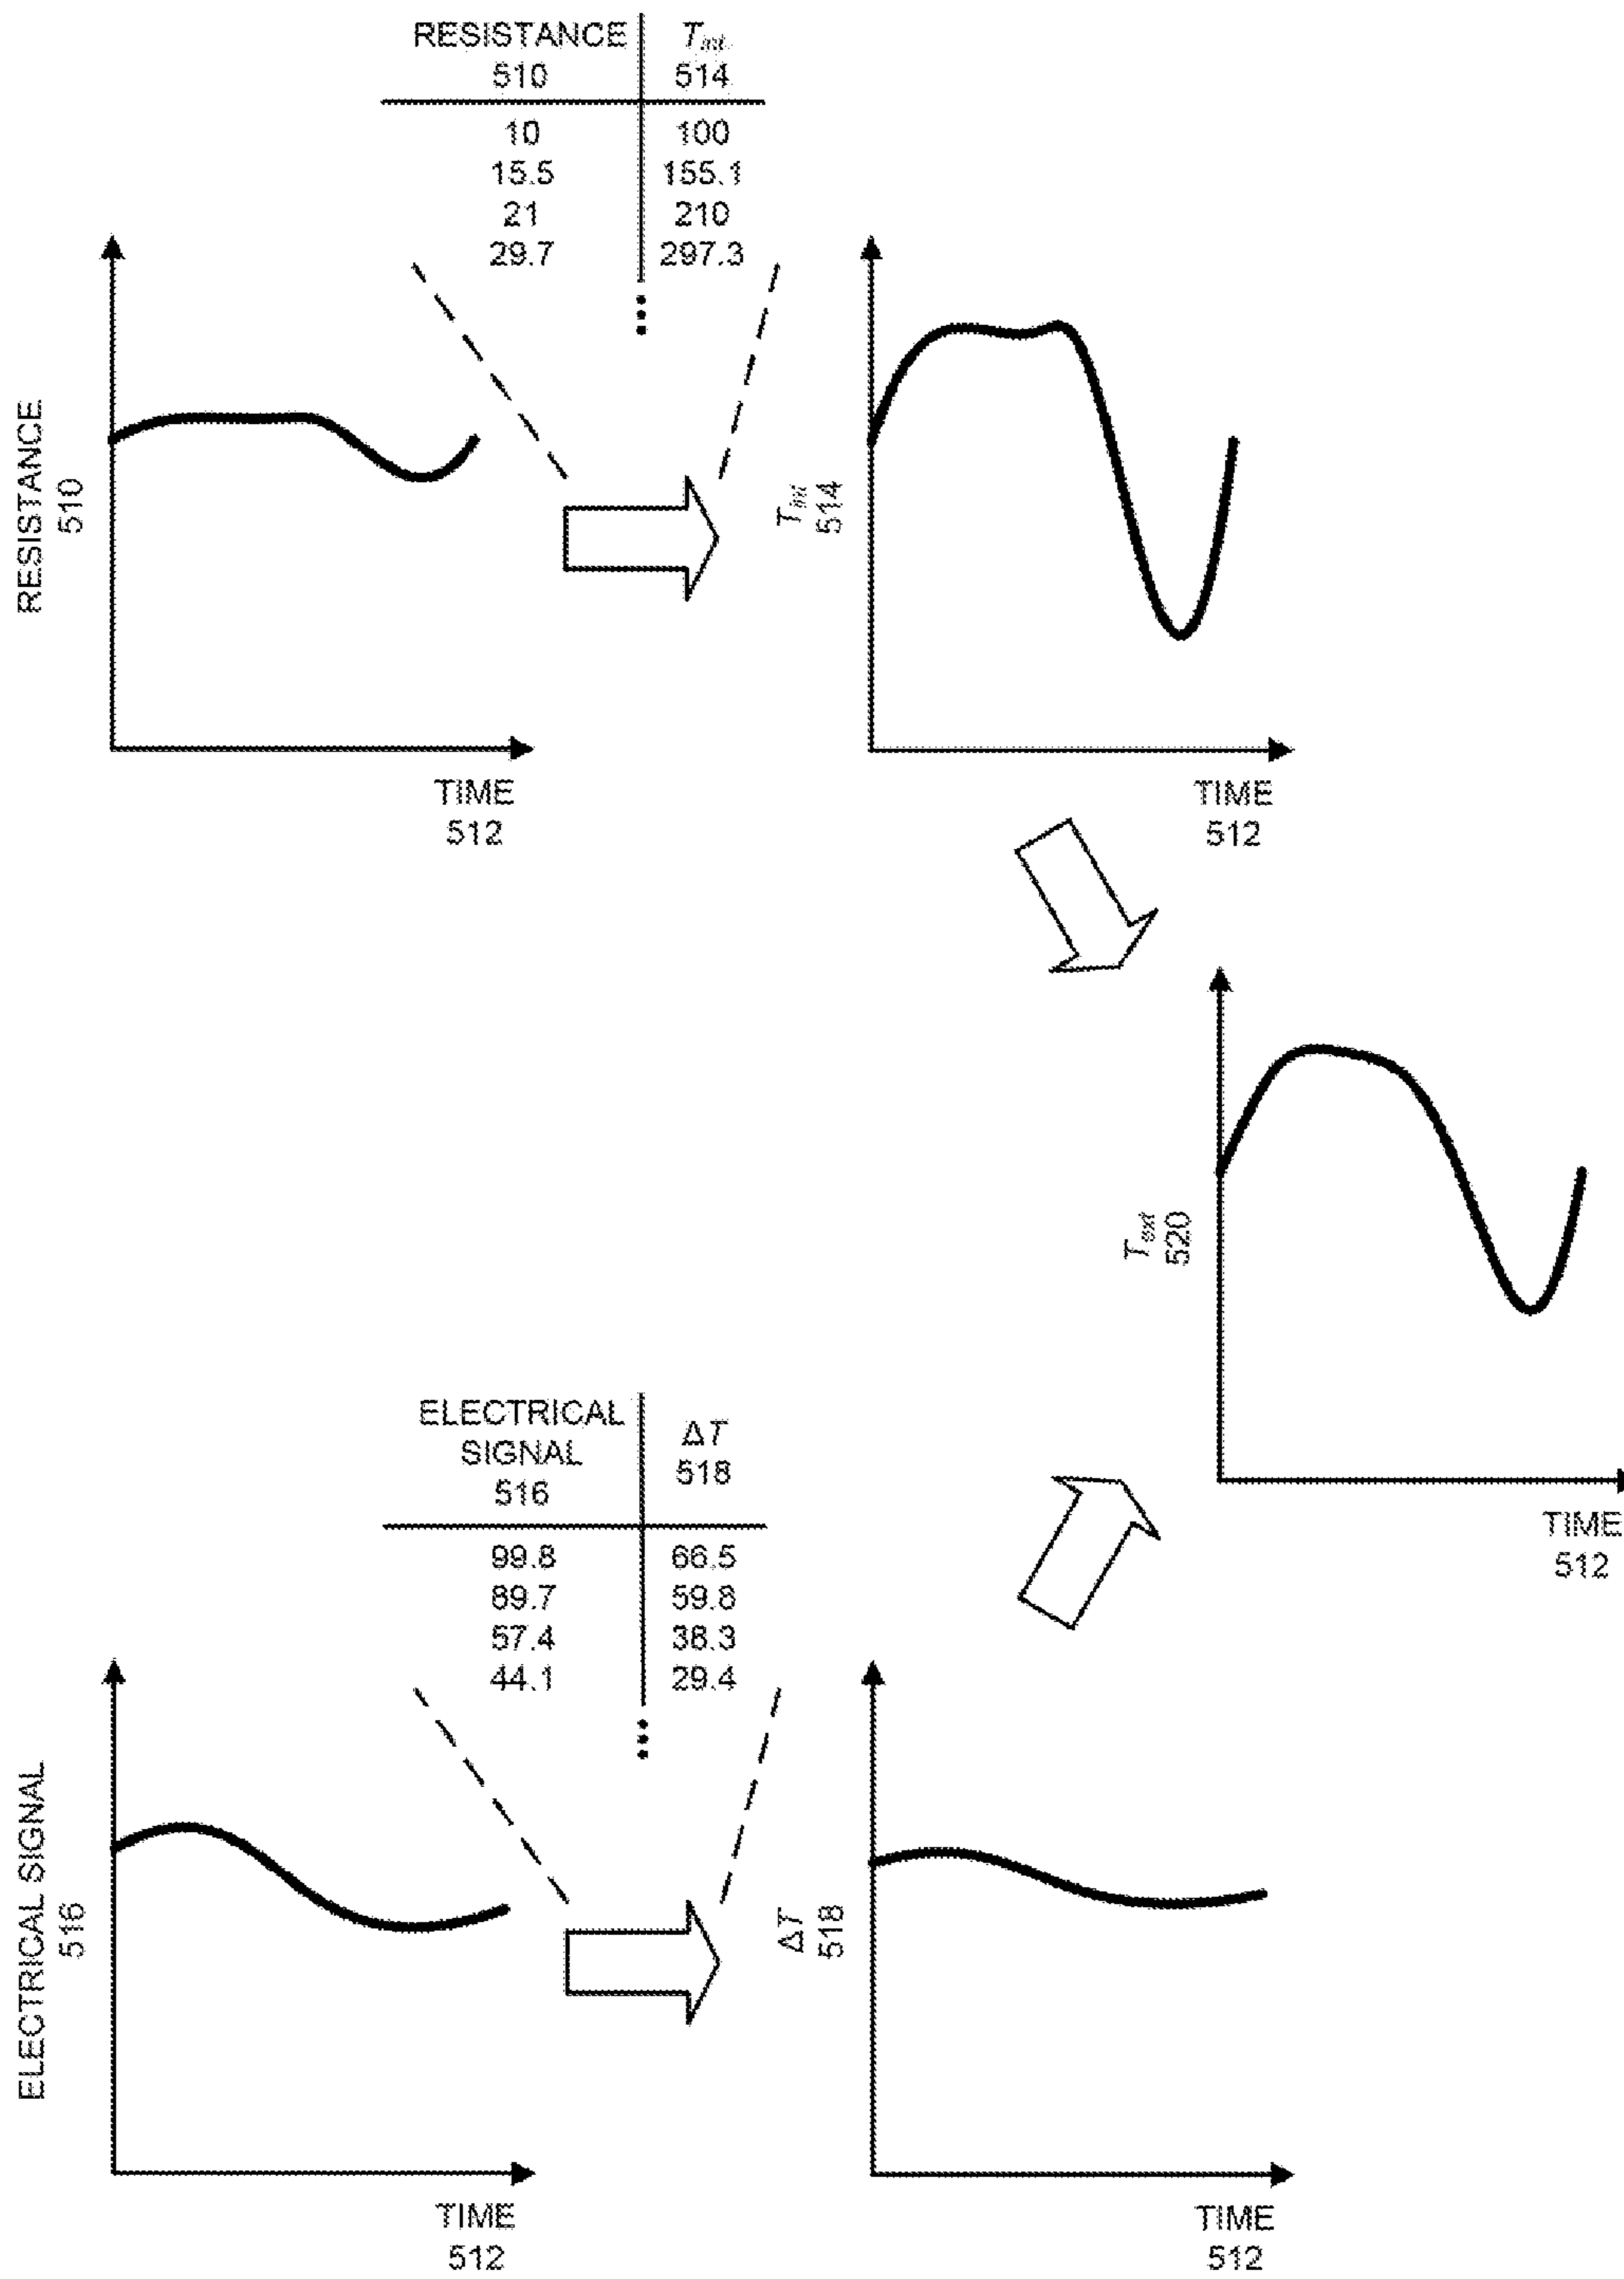 RESISTANCE T_int
510 514
10 100
15.5 155.1
21 210
29.7 297.3
RESISTANCE
510
TIME
512
T_int
514
TIME
512
T_ext
520
TIME
512
ELECTRICAL
SIGNAL
516
ΔT
518
99.8 66.5
89.7 59.8
57.4 38.3
44.1 29.4
ELECTRICAL SIGNAL
516
TIME
512
ΔT
518
TIME
512